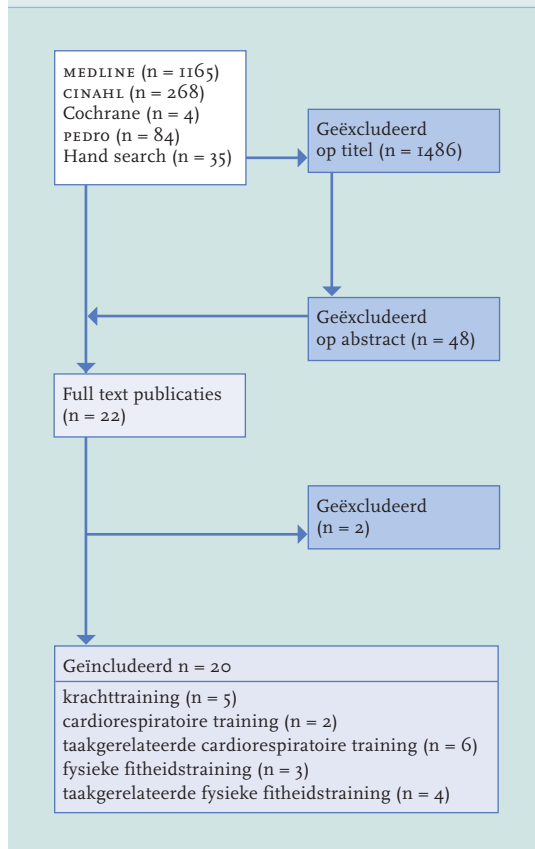 MEDLINE (n = 1165)
CINAHL (n = 268)
Cochrane (n = 4)
PEDro (n = 84)
Hand search (n = 35)
Geëxcludeerd
op titel (n = 1486)
Geëxcludeerd
op abstract (n = 48)
Full text publicaties
(n = 22)
Geëxcludeerd
(n = 2)
Geïncludeerd n = 20
krachttraining (n = 5)
cardiorespiratoire training (n = 2)
taakgerelateerde cardiorespiratoire training (n = 6)
fysieke fitheidstraining (n = 3)
taakgerelateerde fysieke fitheidstraining (n = 4)